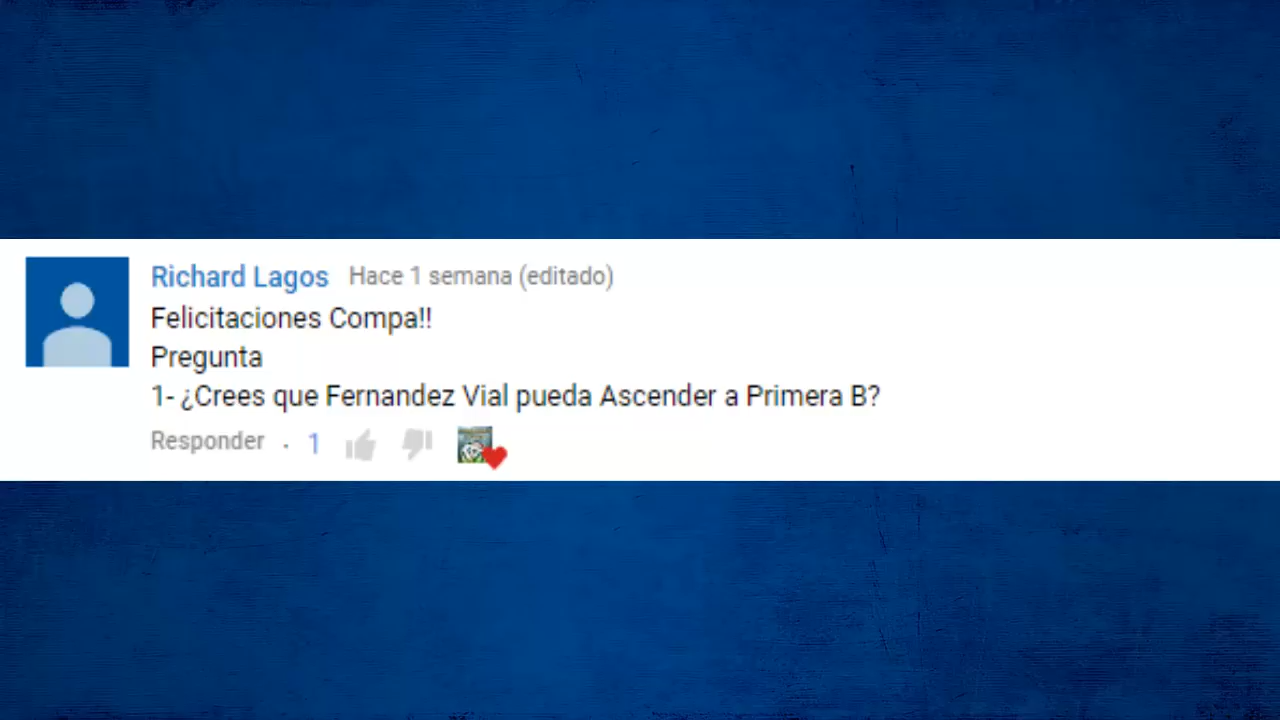 Richard Lagos Hace 1 semana (editado)
Felicitaciones Compa!!
Pregunta
1- ¿Crees que Fernandez Vial pueda Ascender a Primera B?
Responder . 1